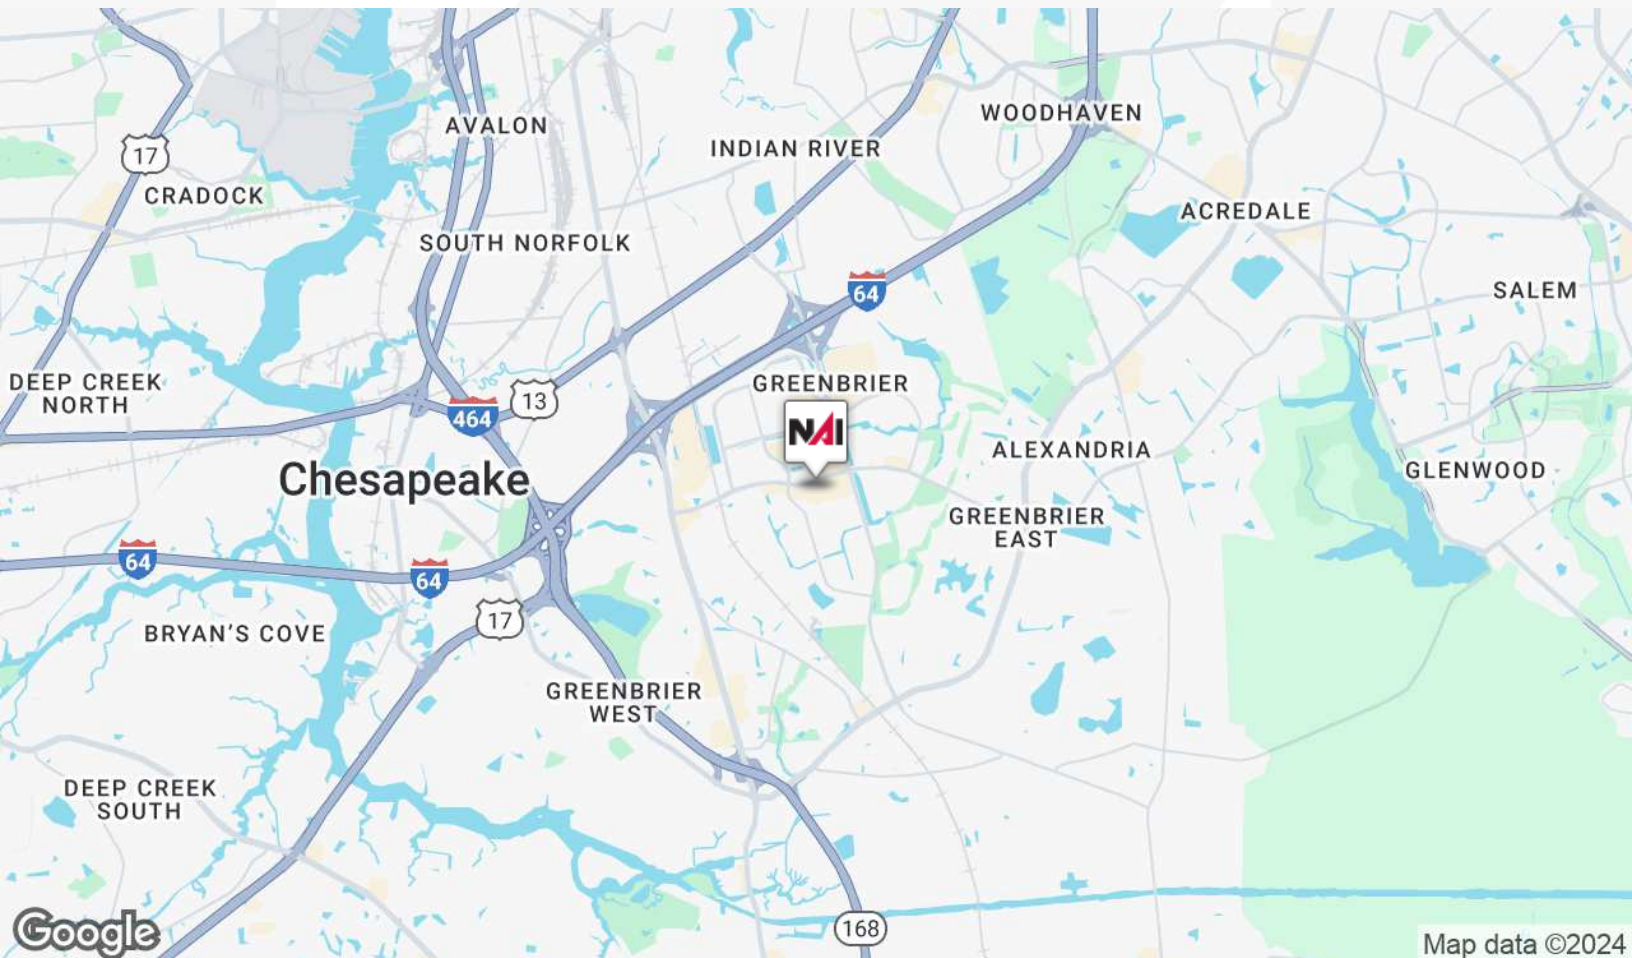 WOODHAVEN
AVALON
INDIAN RIVER
17
CRADOCK
ACREDALE
SOUTH NORFOLK
64
SALEM
DEEP CREEK
NORTH
GREENBRIER
13
464
NAI
ALEXANDRIA
Chesapeake
GLENWOOD
GREENBRIER
EAST
64
64
17
BRYAN'S COVE
GREENBRIER
WEST
DEEP CREEK
SOUTH
168
Google
Map data ©2024